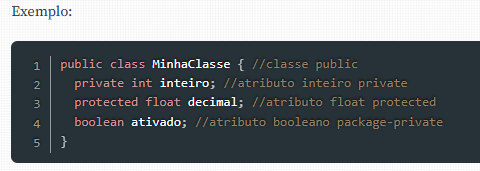 Exemplo:
1 public class MinhaClasse { //classe public
2 private int inteiro; //atributo inteiro private
3 protected float decimal; //atributo float protected
4 boolean ativado; //atributo booleano package-private
5 }